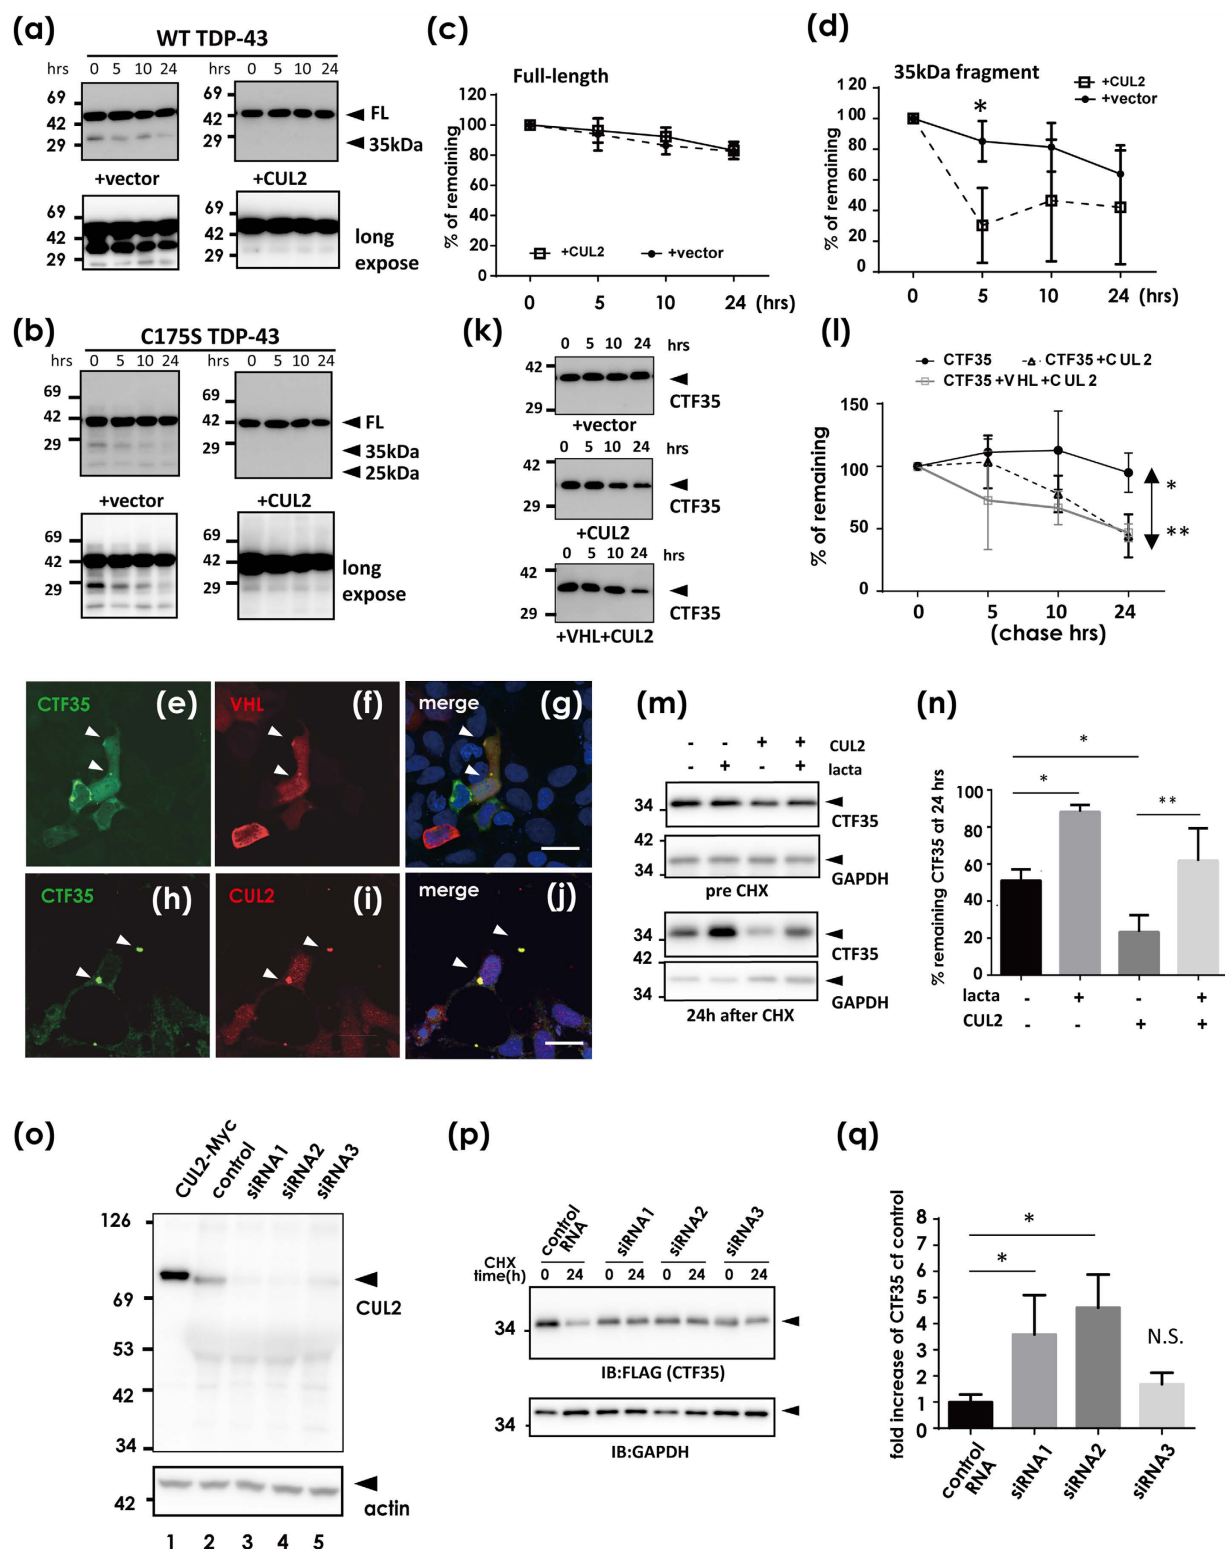 (a)
WT TDP-43
hrs 0 5 10 24 0 5 10 24
69
42
29
69
42
29
FL
35kDa
+vector
+CUL2
69
42
29
69
42
29
long
expose
(b)
C175S TDP-43
hrs 0 5 10 24 0 5 10 24
69
42
29
69
42
29
FL
35kDa
25kDa
+vector
+CUL2
69
42
29
69
42
29
long
expose
(c)
Full-length
% of remaining
120
100
80
60
40
20
0
+CUL2
+vector
0 5 10 24 (hrs)
(d)
35kDa fragment
+CUL2
+vector
*
% of remaining
120
100
80
60
40
20
0
0 5 10 24 (hrs)
(k)
0 5 10 24 hrs
42
29
CTF35
+vector
0 5 10 24 hrs
42
29
CTF35
+CUL2
0 5 10 24 hrs
42
29
CTF35
+VHL+CUL2
(l)
CTF35
CTF35+CUL2
CTF35+VHL+CUL2
% of remaining
150
100
50
0
*
**
0 5 10 24
(chase hrs)
CTF35 (e)
VHL (f)
merge (g)
CTF35 (h)
CUL2 (i)
merge (j)
(m)
- - + + CUL2
- + - + lacta
34
CTF35
42
34
GAPDH
pre CHX
34
CTF35
42
34
GAPDH
24h after CHX
(n)
% remaining CTF35 at 24 hrs
100
80
60
40
20
0
*
*
**
lacta - + - +
CUL2 - - + +
(o)
CUL2-Myc
control
siRNA1
siRNA2
siRNA3
126
69
53
42
34
CUL2
42
actin
1 2 3 4 5
(p)
control
RNA
siRNA1
siRNA2
siRNA3
CHX
time(h) 0 24 0 24 0 24 0 24
34
IB:FLAG (CTF35)
34
IB:GAPDH
(q)
fold increase of CTF35 cf control
8
7
6
5
4
3
2
1
0
*
*
N.S.
control
RNA
siRNA1
siRNA2
siRNA3